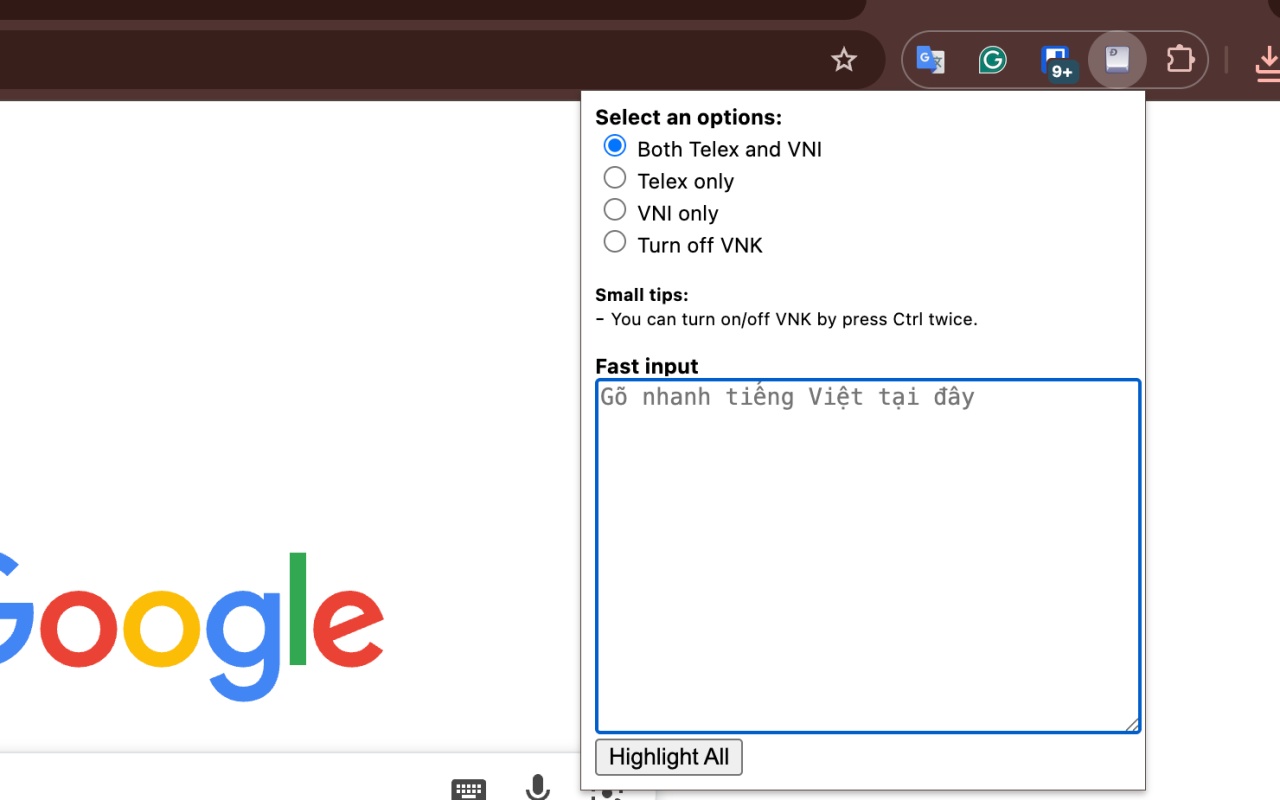 9+
Select an options:
Both Telex and VNI
Telex only
VNI only
Turn off VNK
Small tips:
- You can turn on/off VNK by press Ctrl twice.
Fast input
Gõ nhanh tiếng Việt tại đây
Google
Highlight All